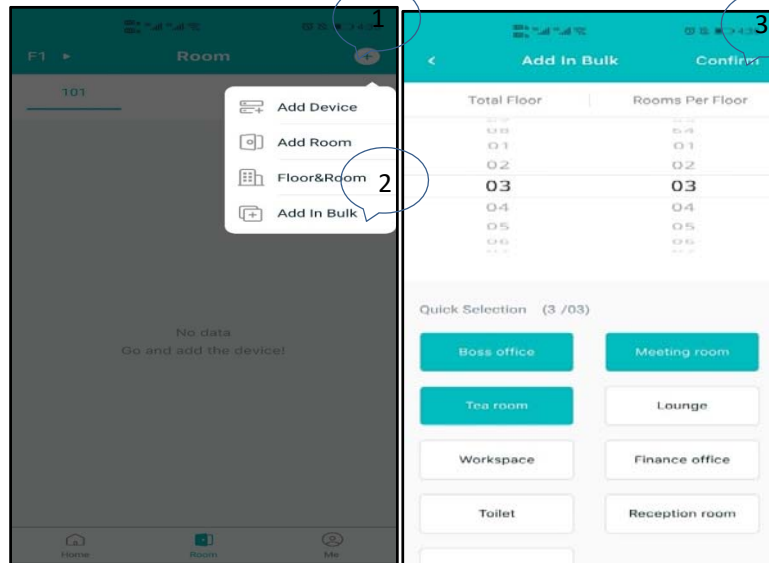 1
F1
Room
101
Add Device
Add Room
Floor&Room
2
Add In Bulk
No data
Go and add the device!
Home
Room
Me
3
Add In Bulk
Confirm
Total Floor
Rooms Per Floor
01
01
02
02
03
03
04
04
05
05
06
06
Quick Selection (3 /03)
Boss office
Meeting room
Tea room
Lounge
Workspace
Finance office
Toilet
Reception room